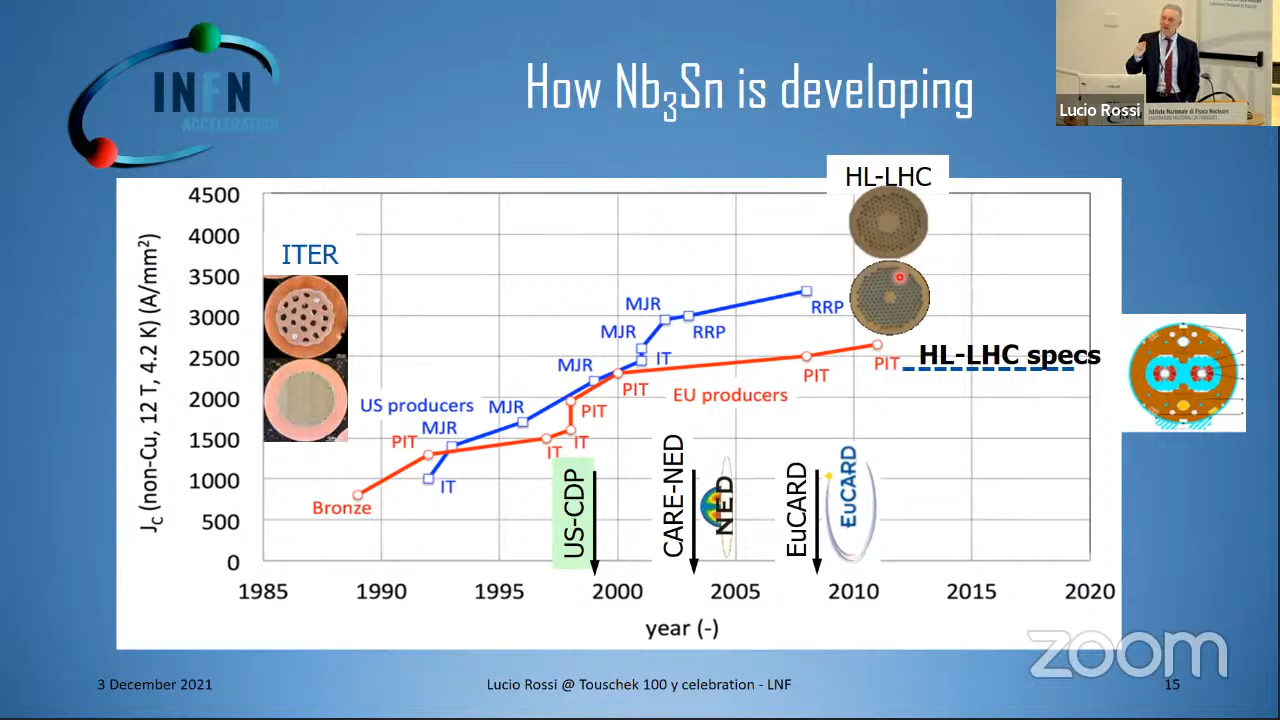 INFN
ACCELERATION
How Nb3Sn is developing
Lucio Rossi
Istituto Nazionale di Fisica Nucleare
HL-LHC
ITER
4500
4000
3500
3000
2500
2000
1500
1000
500
0
JC (non-Cu, 12 T, 4.2 K) (A/mm²)
US producers
EU producers
Bronze
PIT
MJR
IT
MJR
IT
IT
MJR
PIT
PIT
MJR
IT
MJR
RRP
PIT
RRP
PIT
HL-LHC specs
US-CDP
CARE-NED
NED
EuCARD
EuCARD
1985
1990
1995
2000
2005
2010
2015
2020
year (-)
zoom
3 December 2021
Lucio Rossi @ Touschek 100 y celebration - LNF
15